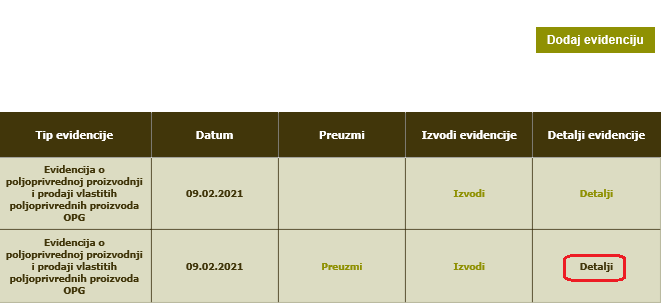 Dodaj evidenciju
Tip evidencije Datum Preuzmi Izvodi evidencije Detalji evidencije
Evidencija o
poljoprivrednoj proizvodnji
i prodaji vlastitih
poljoprivrednih proizvoda
OPG
09.02.2021 Izvodi Detalji
Evidencija o
poljoprivrednoj proizvodnji
i prodaji vlastitih
poljoprivrednih proizvoda
OPG
09.02.2021 Preuzmi Izvodi Detalji